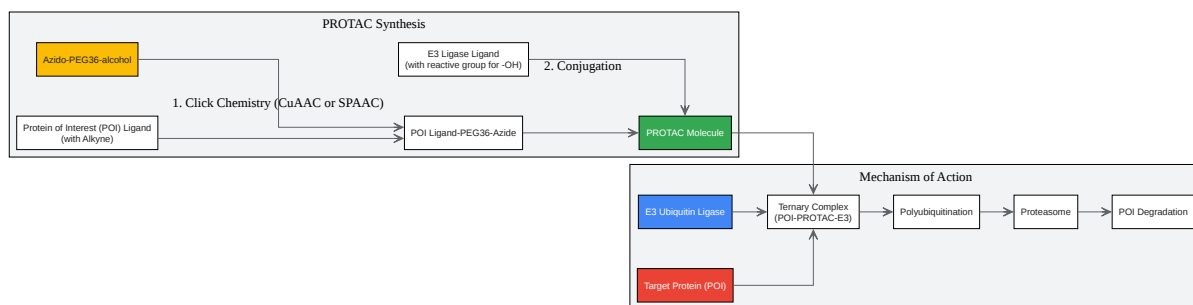 PROTAC Synthesis
Azido-PEG36-alcohol
E3 Ligase Ligand
(with reactive group for -OH)
2. Conjugation
1. Click Chemistry (CuAAC or SPAAC)
Protein of Interest (POI) Ligand
(with Alkyne)
POI Ligand-PEG36-Azide
PROTAC Molecule
Mechanism of Action
E3 Ubiquitin Ligase
Ternary Complex
(POI-PROTAC-E3)
Polyubiquitination
Proteasome
POI Degradation
Target Protein (POI)